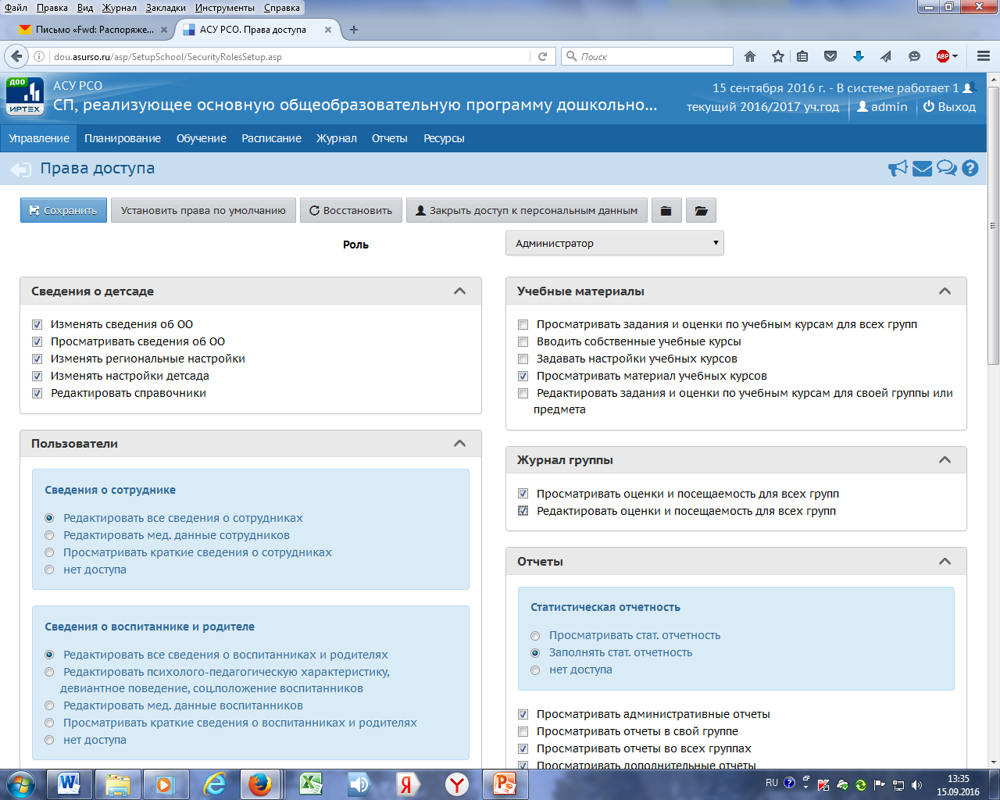 Файл Правка Вид Журнал Закладки Инструменты Справка
Письмо «Fwd: Распоряже...
АСУ РСО. Права доступа
dou.asurso.ru/asp/SetupSchool/SecurityRolesSetup.asp
Поиск
ABP
ДОО
ИРТЕХ
АСУ РСО
СП, реализующее основную общеобразовательную программу дошкольно...
15 сентября 2016 г. - В системе работает 1
текущий 2016/2017 уч.год admin Выход
Управление Планирование Обучение Расписание Журнал Отчеты Ресурсы
Права доступа
Сохранить Установить права по умолчанию Восстановить Закрыть доступ к персональным данным
Роль Администратор
Сведения о детсаде
Изменять сведения об ОО
Просматривать сведения об ОО
Изменять региональные настройки
Изменять настройки детсада
Редактировать справочники
Пользователи
Сведения о сотруднике
Редактировать все сведения о сотрудниках
Редактировать мед. данные сотрудников
Просматривать краткие сведения о сотрудниках
нет доступа
Сведения о воспитаннике и родителе
Редактировать все сведения о воспитанниках и родителях
Редактировать психолого-педагогическую характеристику,
девиантное поведение, соц.положение воспитанников
Редактировать мед. данные воспитанников
Просматривать краткие сведения о воспитанниках и родителях
нет доступа
Учебные материалы
Просматривать задания и оценки по учебным курсам для всех групп
Вводить собственные учебные курсы
Задавать настройки учебных курсов
Просматривать материал учебных курсов
Редактировать задания и оценки по учебным курсам для своей группы или
предмета
Журнал группы
Просматривать оценки и посещаемость для всех групп
Редактировать оценки и посещаемость для всех групп
Отчеты
Статистическая отчетность
Просматривать стат. отчетность
Заполнять стат. отчетность
нет доступа
Просматривать административные отчеты
Просматривать отчеты в свой группе
Просматривать отчеты во всех группах
Просматривать дополнительные отчеты
RU
13:35
15.09.2016